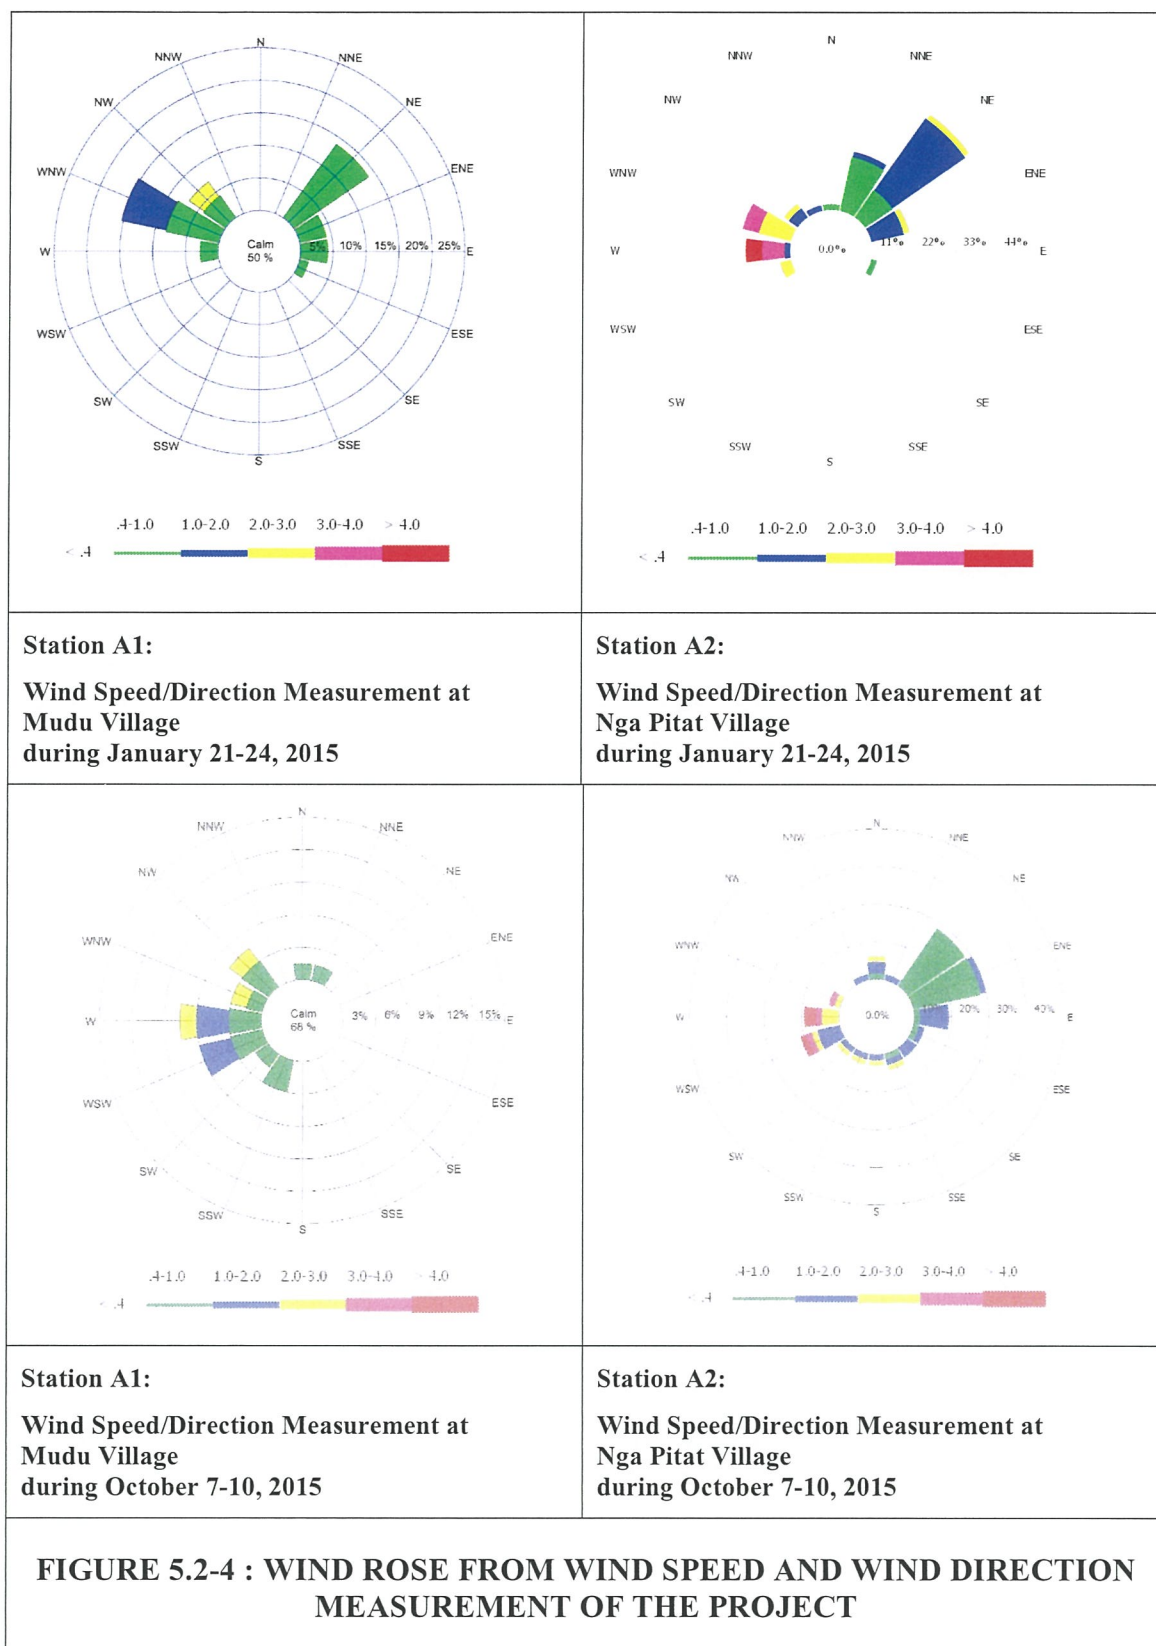 N
NNW
NNE
NW
NE
WNW
ENE
Calm
50 %
W
5% 10% 15% 20% 25%
E
WSW
ESE
SW
SE
SSW
SSE
S
.4-1.0 1.0-2.0 2.0-3.0 3.0-4.0 > 4.0
< .4
N
NNW
NNE
NW
NE
WNW
ENE
W
0.0% 11% 22% 33% 44%
E
WSW
ESE
SW
SE
SSW
SSE
S
.4-1.0 1.0-2.0 2.0-3.0 3.0-4.0 > 4.0
< .4
Station A1:
Wind Speed/Direction Measurement at
Mudu Village
during January 21-24, 2015
Station A2:
Wind Speed/Direction Measurement at
Nga Pitat Village
during January 21-24, 2015
N
NNW
NNE
NW
NE
WNW
ENE
Calm
68 %
W
3% 6% 9% 12% 15%
E
WSW
ESE
SW
SE
SSW
SSE
S
.4-1.0 1.0-2.0 2.0-3.0 3.0-4.0 4.0
.4
N
NNW
NNE
NW
NE
WNW
ENE
W
0.0% 20% 30% 40%
E
WSW
ESE
SW
SE
SSW
SSE
S
.4-1.0 1.0-2.0 2.0-3.0 3.0-4.0 4.0
.4
Station A1:
Wind Speed/Direction Measurement at
Mudu Village
during October 7-10, 2015
Station A2:
Wind Speed/Direction Measurement at
Nga Pitat Village
during October 7-10, 2015
FIGURE 5.2-4 : WIND ROSE FROM WIND SPEED AND WIND DIRECTION
MEASUREMENT OF THE PROJECT